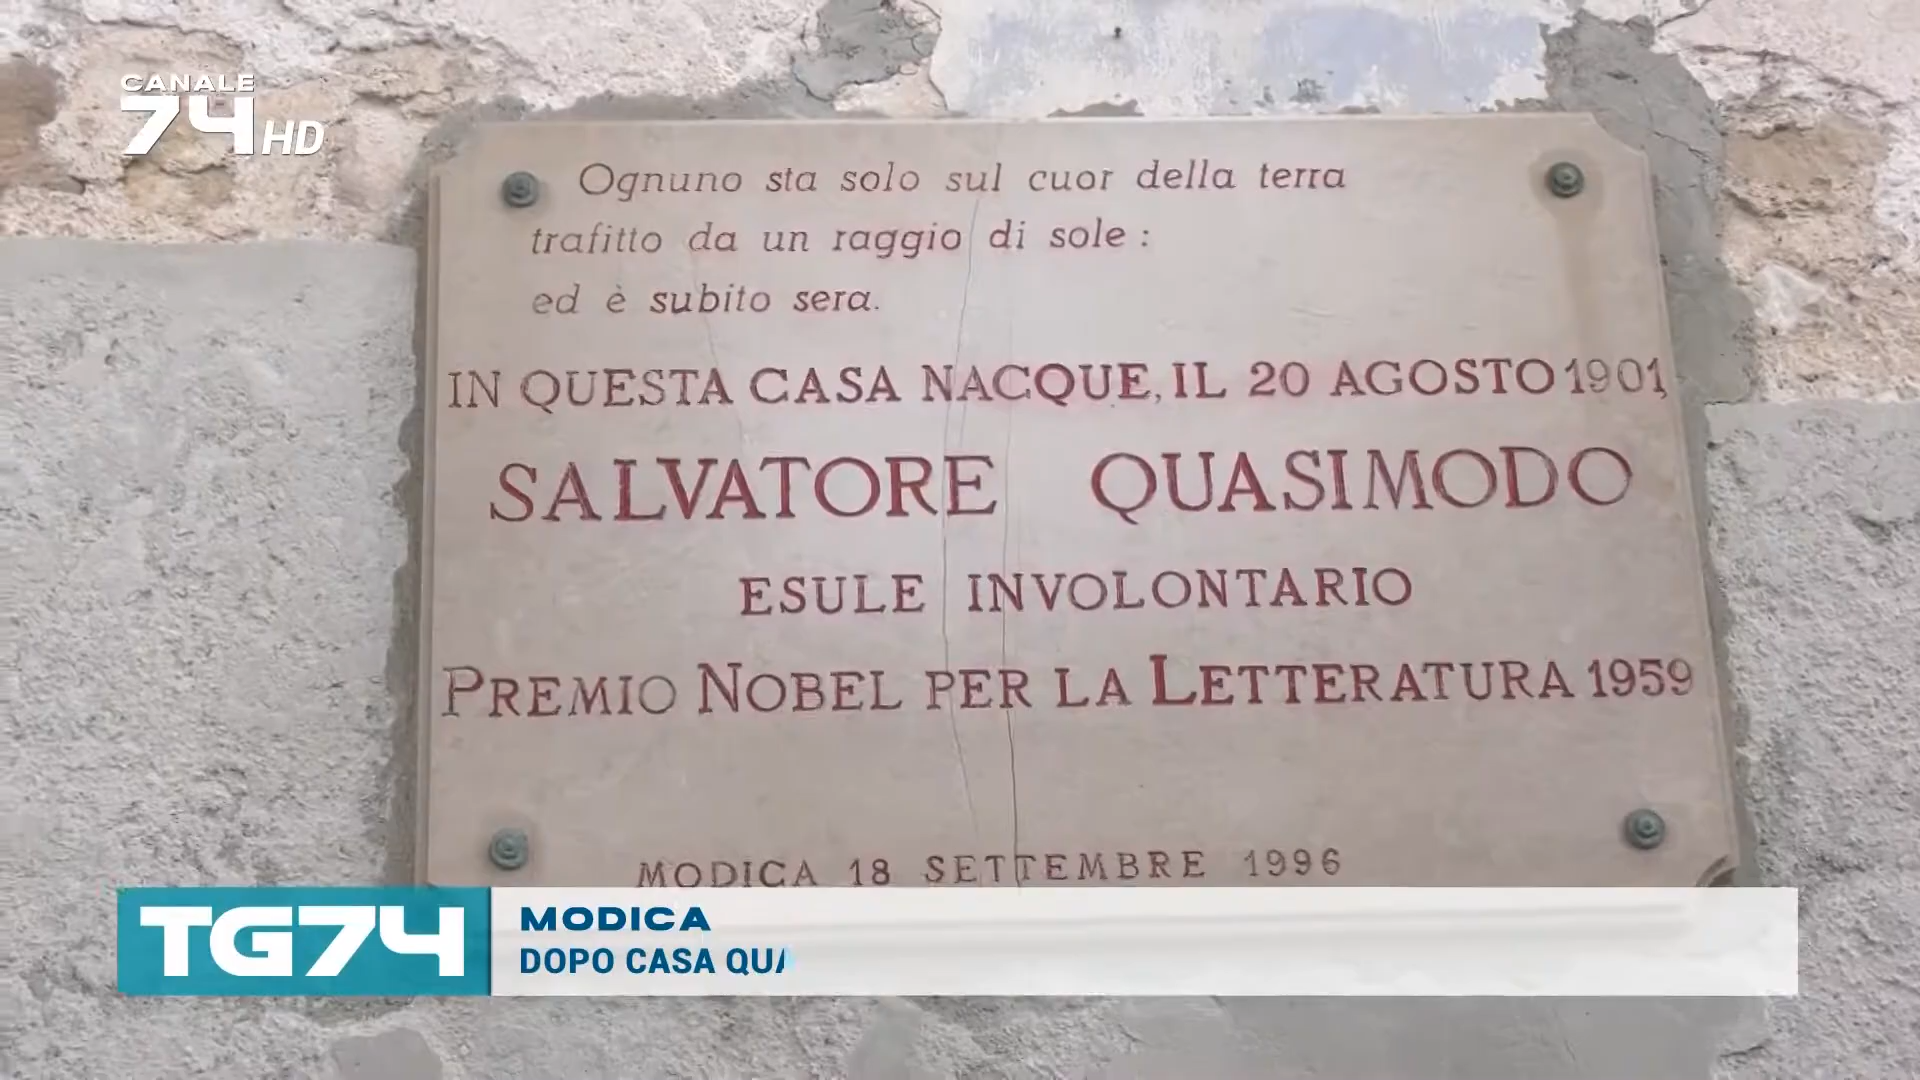 CANALE
74 HD
Ognuno sta solo sul cuor della terra
trafitto da un raggio di sole :
ed è subito sera.
IN QUESTA CASA NACQUE, IL 20 AGOSTO 1901,
SALVATORE QUASIMODO
ESULE INVOLONTARIO
PREMIO NOBEL PER LA LETTERATURA 1959
MODICA 18 SETTEMBRE 1996
TG74
MODICA
DOPO CASA QUA